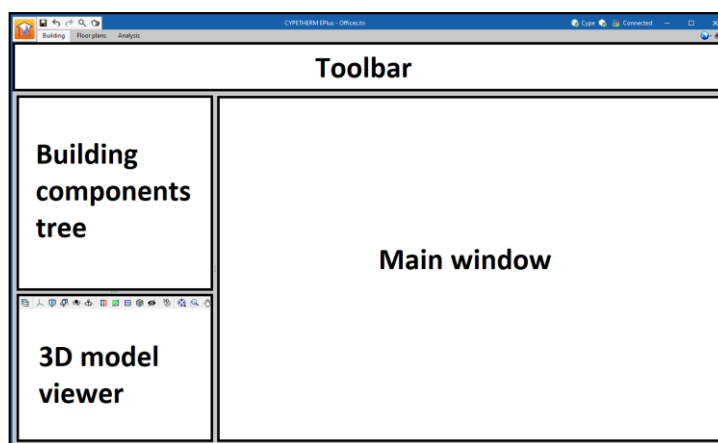 CYPETHERM EPlus - Offices.tri
Cype
Connected
Building Floor plans Analysis
Toolbar
Building
components
tree
Main window
3D model
viewer